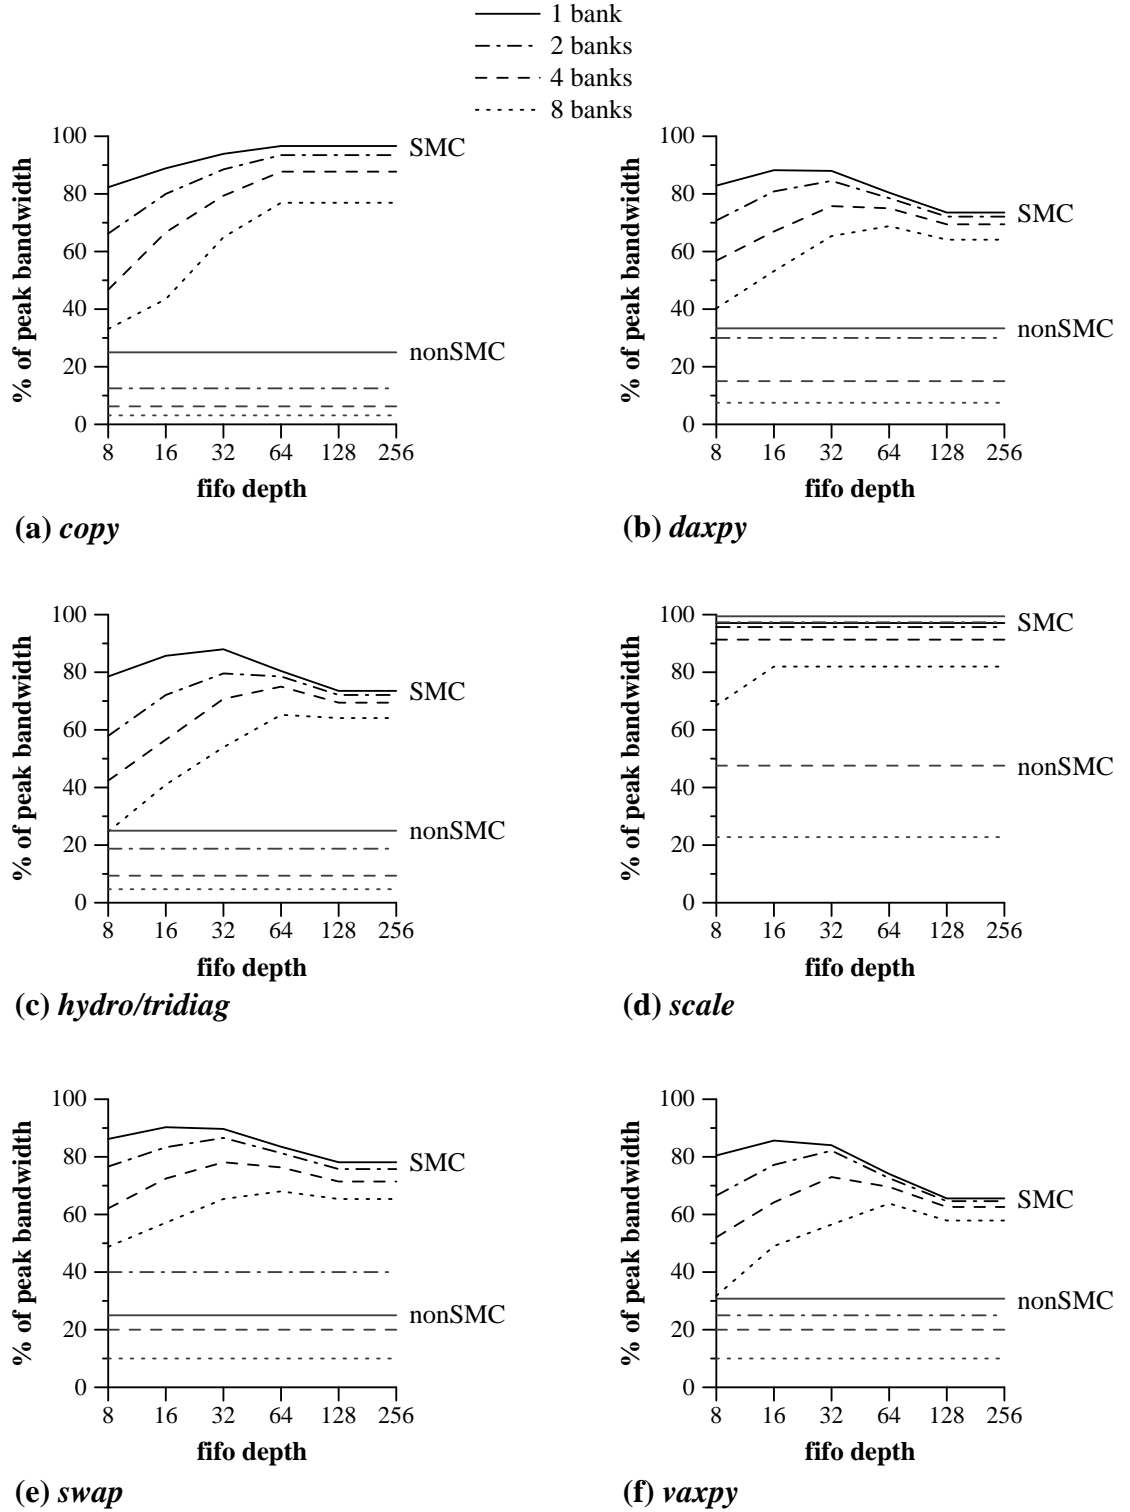 1 bank
2 banks
4 banks
8 banks
% of peak bandwidth
100
80
60
40
20
0
SMC
nonSMC
8 16 32 64 128 256
fifo depth
(a) copy
% of peak bandwidth
100
80
60
40
20
0
SMC
nonSMC
8 16 32 64 128 256
fifo depth
(b) daxpy
% of peak bandwidth
100
80
60
40
20
0
SMC
nonSMC
8 16 32 64 128 256
fifo depth
(c) hydro/tridiag
% of peak bandwidth
100
80
60
40
20
0
SMC
nonSMC
8 16 32 64 128 256
fifo depth
(d) scale
% of peak bandwidth
100
80
60
40
20
0
SMC
nonSMC
8 16 32 64 128 256
fifo depth
(e) swap
% of peak bandwidth
100
80
60
40
20
0
SMC
nonSMC
8 16 32 64 128 256
fifo depth
(f) vaxpy